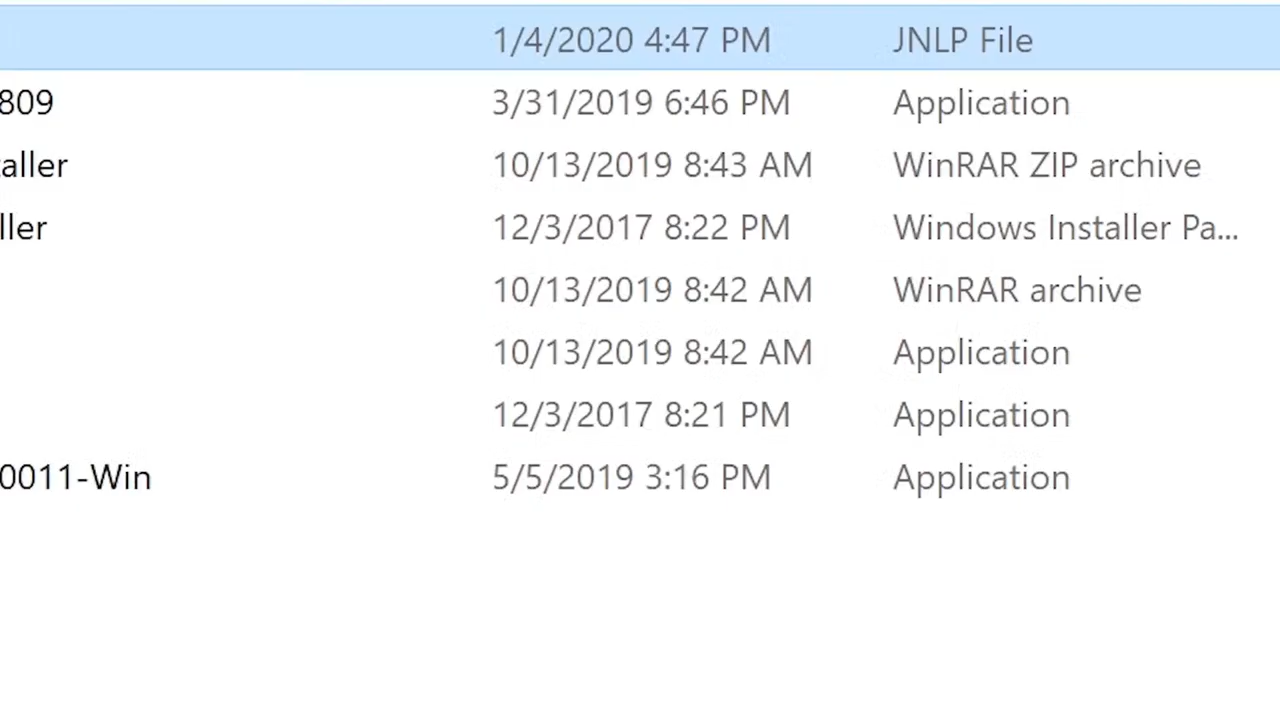 1/4/2020 4:47 PM JNLP File
809 3/31/2019 6:46 PM Application
aller 10/13/2019 8:43 AM WinRAR ZIP archive
ller 12/3/2017 8:22 PM Windows Installer Pa...
10/13/2019 8:42 AM WinRAR archive
10/13/2019 8:42 AM Application
12/3/2017 8:21 PM Application
0011-Win 5/5/2019 3:16 PM Application